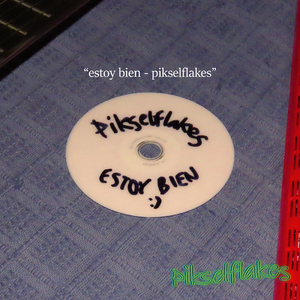 “estoy bien - pikselflakes”
pikselflakes
ESTOY BIEN
:)
pikselflakes